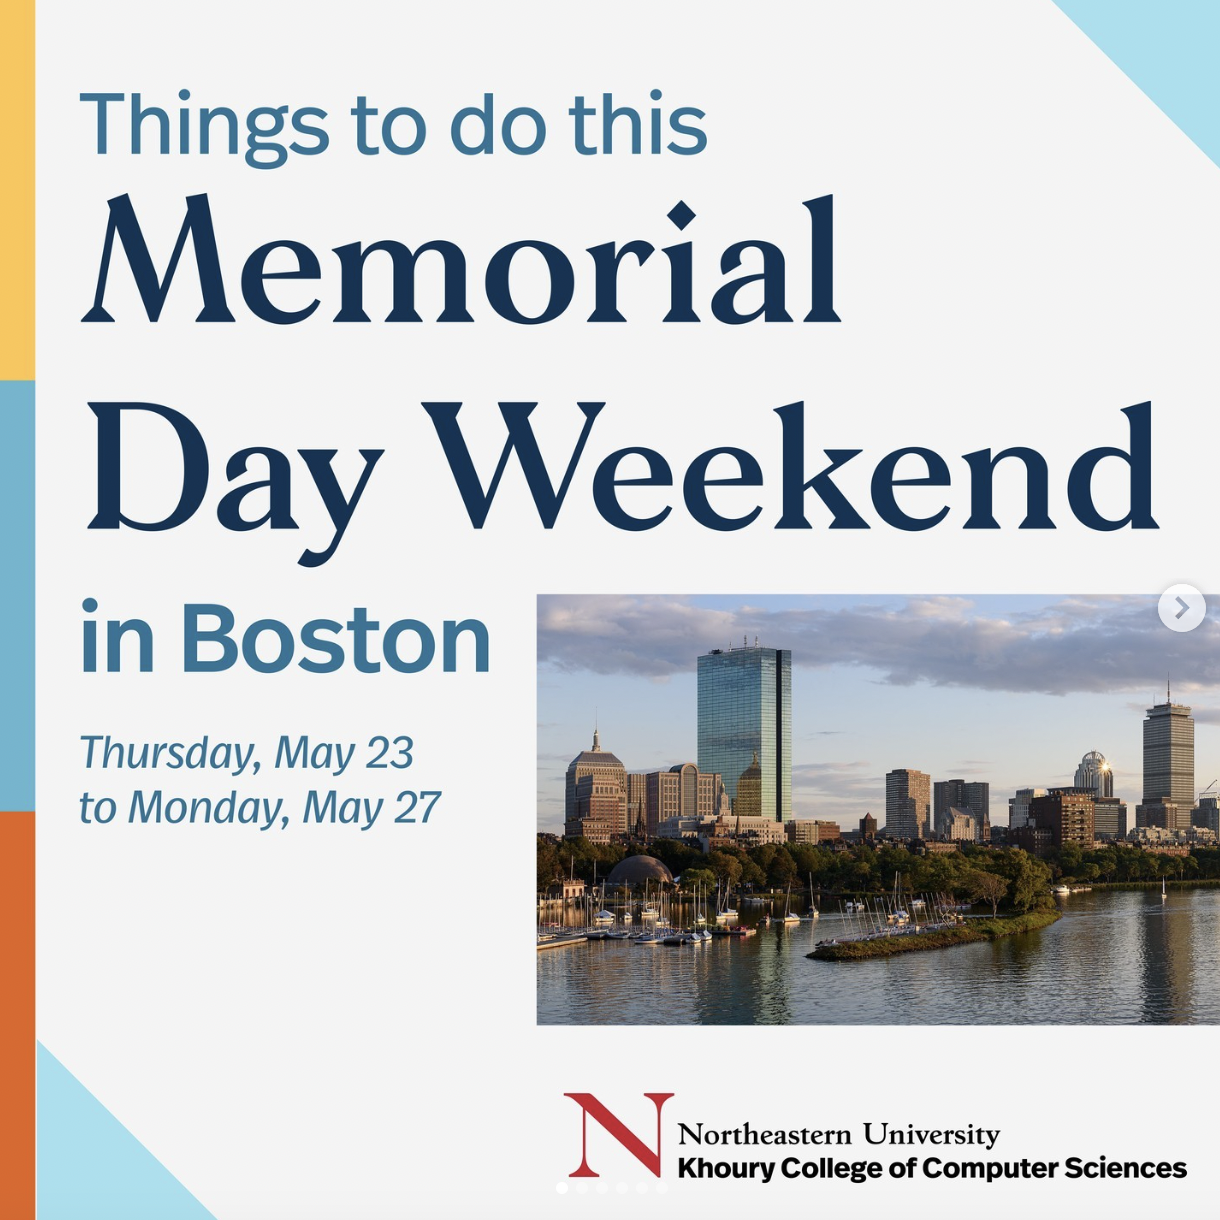 Things to do this
Memorial
Day Weekend
in Boston
Thursday, May 23
to Monday, May 27
N
Northeastern University
Khoury College of Computer Sciences